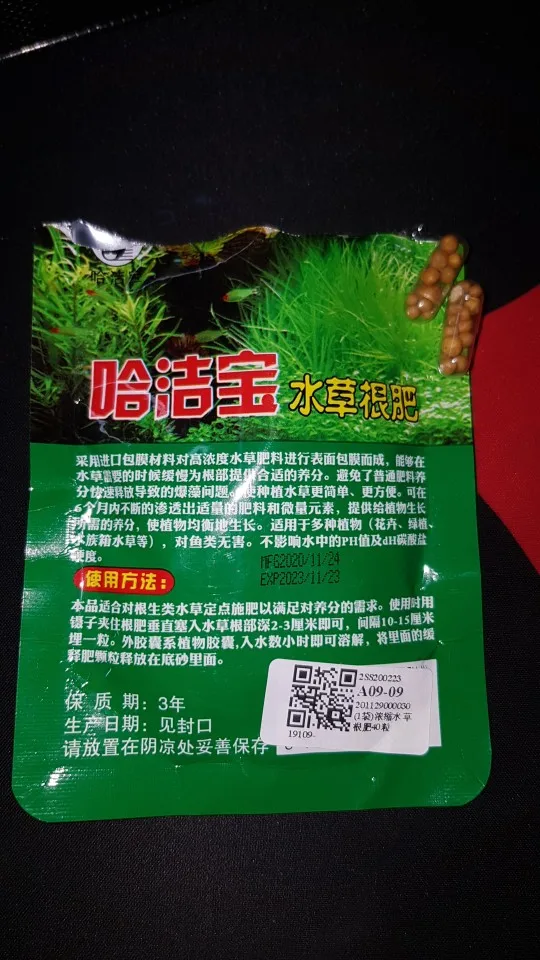 哈洁宝 水草根肥
采用进口包膜材料对高浓度水草肥料进行表面包膜而成,能够在
水草需要的时候缓慢为根部提供合适的养分。避免了普通肥料养
分快速释放导致的爆藻问题。使种植水草更简单、更方便。可在
6个月内不断的渗透出适量的肥料和微量元素,提供给植物生长
所需的养分,使植物均衡地生长。适用于多种植物(花卉、绿植、
水族箱水草等),对鱼类无害。不影响水中的PH值及dH碳酸盐
硬度。
MFG2020/11/24
EXP2023/11/23
使用方法:
本品适合对根生类水草定点施肥以满足对养分的需求。使用时用
镊子夹住根肥垂直塞入水草根部深2-3厘米即可,间隔10-15厘米
埋一粒。外胶囊系植物胶囊,入水数小时即可溶解,将里面的缓
释肥颗粒释放在底砂里面。
保 质 期:3年
生产日期:见封口
请放置在阴凉处妥善保存
2SS200223
A09-09
201129000030
(1袋)浓缩水草
根肥40粒
19109-